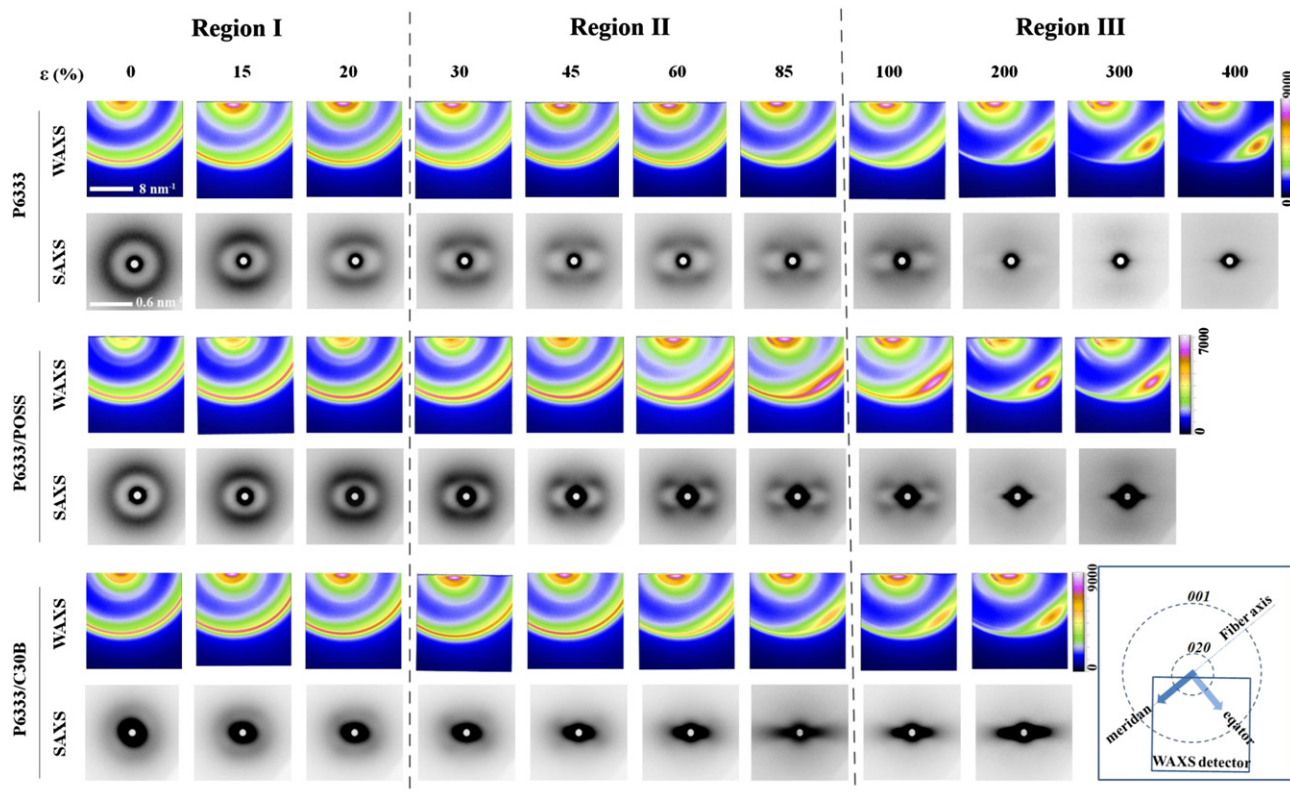 Region I Region II Region III
ε (%) 0 15 20 30 45 60 85 100 200 300 400
P6333
WAXS
8 nm⁻¹
9000
0
SAXS
0.6 nm⁻¹
P6333/POSS
WAXS
7000
0
SAXS
P6333/C30B
WAXS
9000
0
SAXS
001
Fiber axis
020
meridan
eqator
WAXS detector